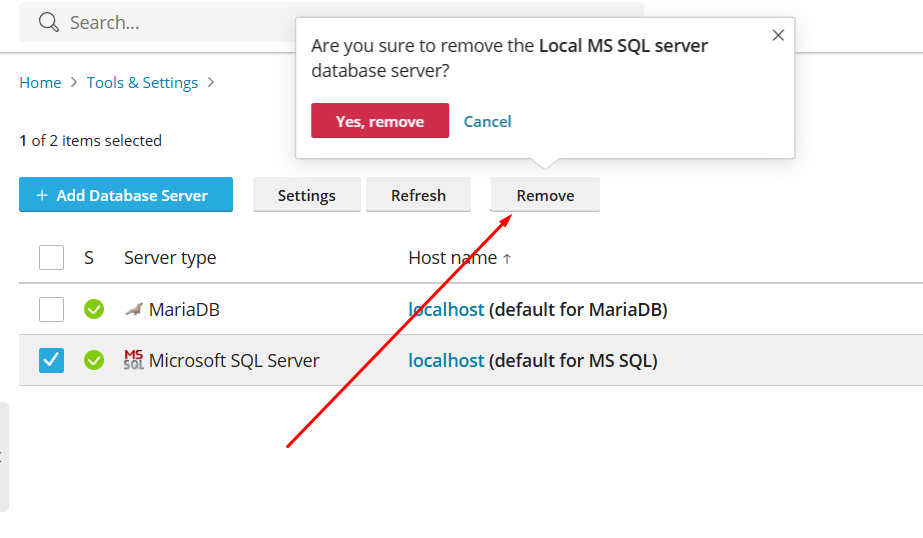 Search...
Are you sure to remove the Local MS SQL server
database server?
Yes, remove Cancel
Home > Tools & Settings >
1 of 2 items selected
+ Add Database Server Settings Refresh Remove
S Server type Host name ↑
MariaDB localhost (default for MariaDB)
MS SQL Microsoft SQL Server localhost (default for MS SQL)